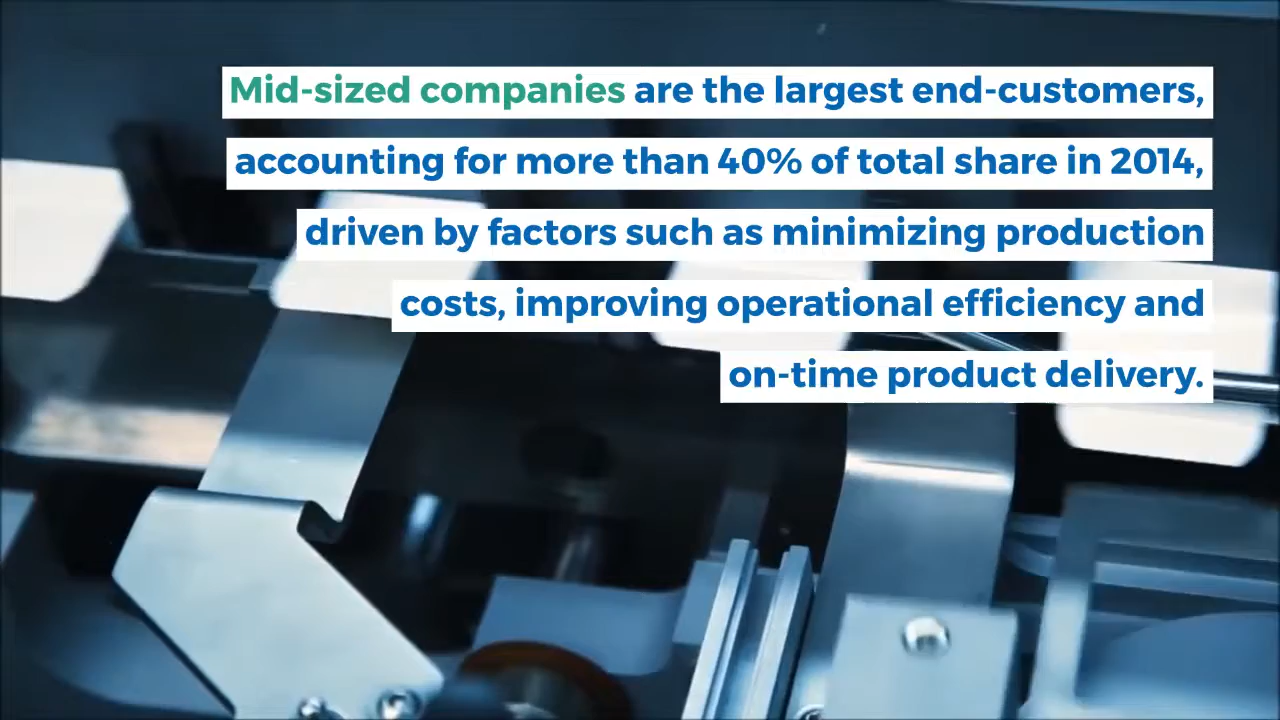 Mid-sized companies are the largest end-customers,
accounting for more than 40% of total share in 2014,
driven by factors such as minimizing production
costs, improving operational efficiency and
on-time product delivery.